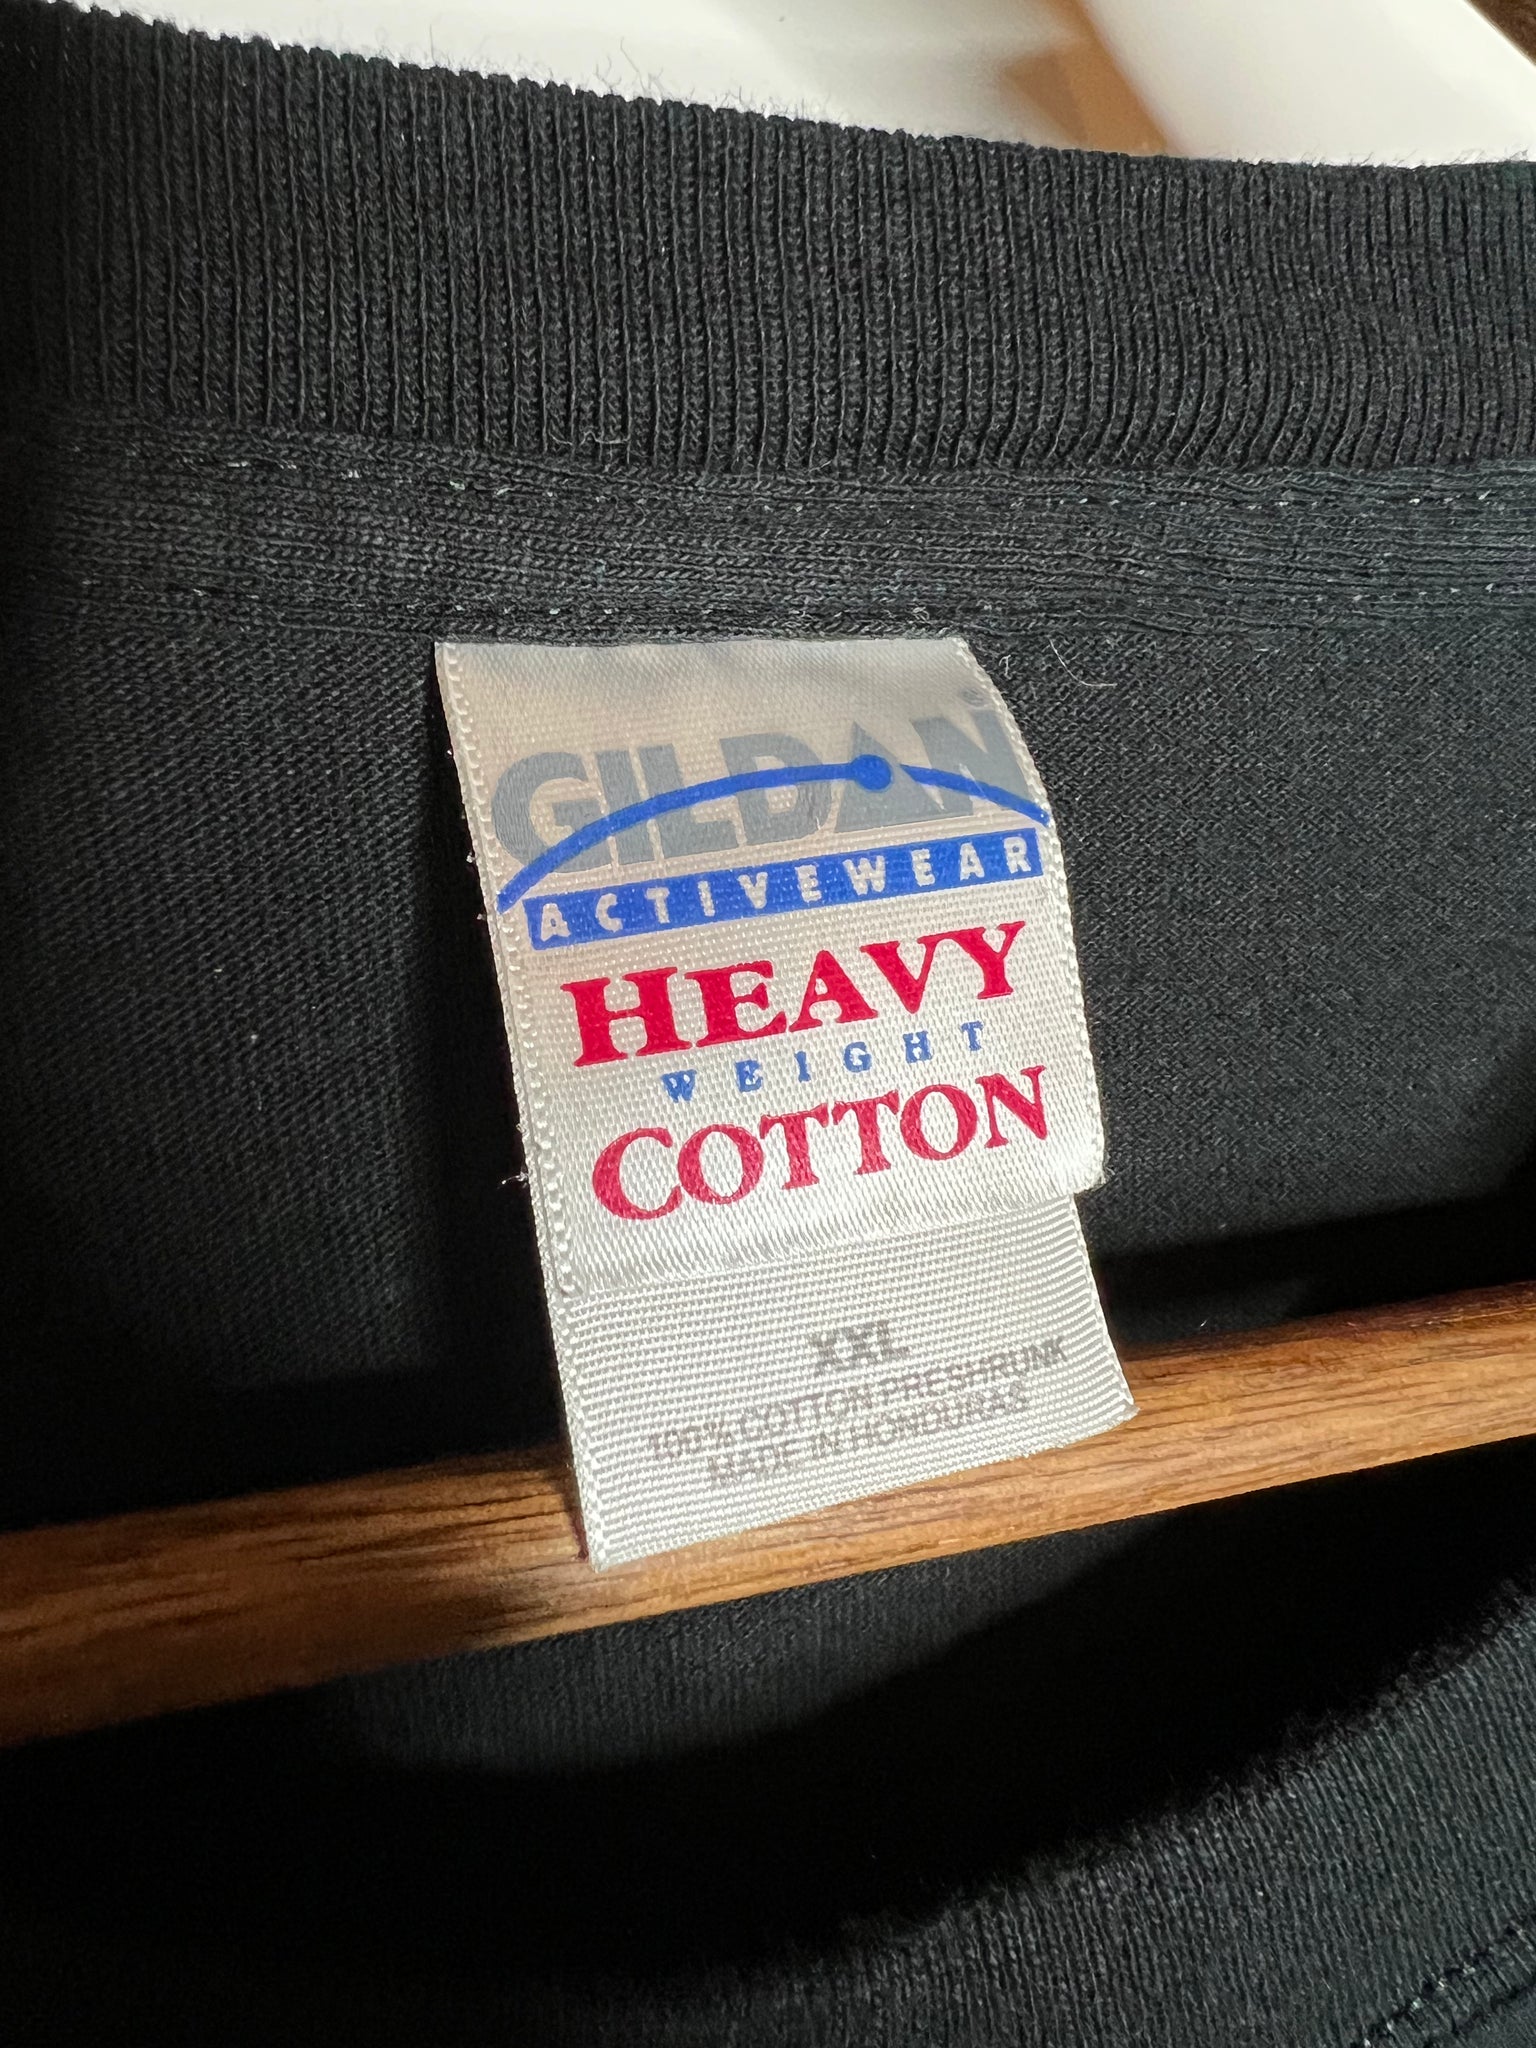 GILDAN®
ACTIVEWEAR
HEAVY
WEIGHT
COTTON
XXL
100% COTTON PRESHRUNK
MADE IN HONDURAS